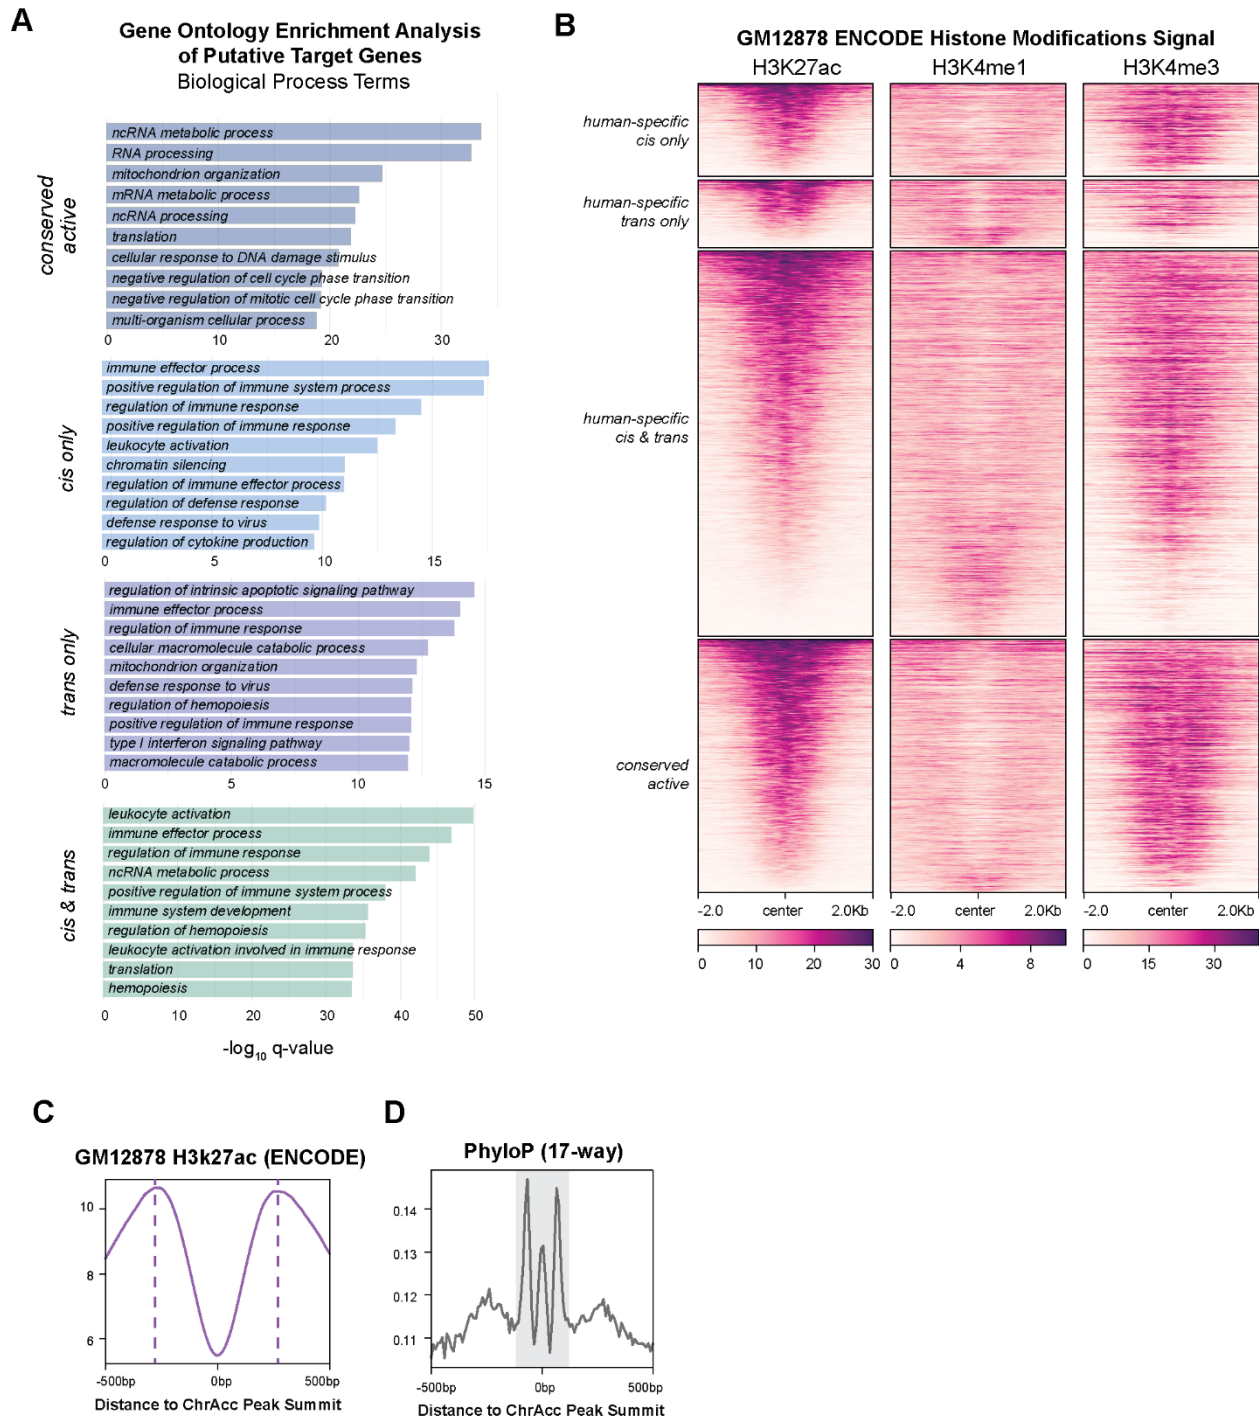 A
Gene Ontology Enrichment Analysis
of Putative Target Genes
Biological Process Terms
conserved
active
ncRNA metabolic process
RNA processing
mitochondrion organization
mRNA metabolic process
ncRNA processing
translation
cellular response to DNA damage stimulus
negative regulation of cell cycle phase transition
negative regulation of mitotic cell cycle phase transition
multi-organism cellular process
0 10 20 30
cis only
immune effector process
positive regulation of immune system process
regulation of immune response
positive regulation of immune response
leukocyte activation
chromatin silencing
regulation of immune effector process
regulation of defense response
defense response to virus
regulation of cytokine production
0 5 10 15
trans only
regulation of intrinsic apoptotic signaling pathway
immune effector process
regulation of immune response
cellular macromolecule catabolic process
mitochondrion organization
defense response to virus
regulation of hemopoiesis
positive regulation of immune response
type I interferon signaling pathway
macromolecule catabolic process
0 5 10 15
cis & trans
leukocyte activation
immune effector process
regulation of immune response
ncRNA metabolic process
positive regulation of immune system process
immune system development
regulation of hemopoiesis
leukocyte activation involved in immune response
translation
hemopoiesis
0 10 20 30 40 50
-log10 q-value
B
GM12878 ENCODE Histone Modifications Signal
H3K27ac H3K4me1 H3K4me3
human-specific
cis only
human-specific
trans only
human-specific
cis & trans
conserved
active
-2.0 center 2.0Kb -2.0 center 2.0Kb -2.0 center 2.0Kb
0 10 20 30 0 4 8 0 15 30
C
GM12878 H3k27ac (ENCODE)
10
8
6
-500bp 0bp 500bp
Distance to ChrAcc Peak Summit
D
PhyloP (17-way)
0.14
0.13
0.12
0.11
-500bp 0bp 500bp
Distance to ChrAcc Peak Summit